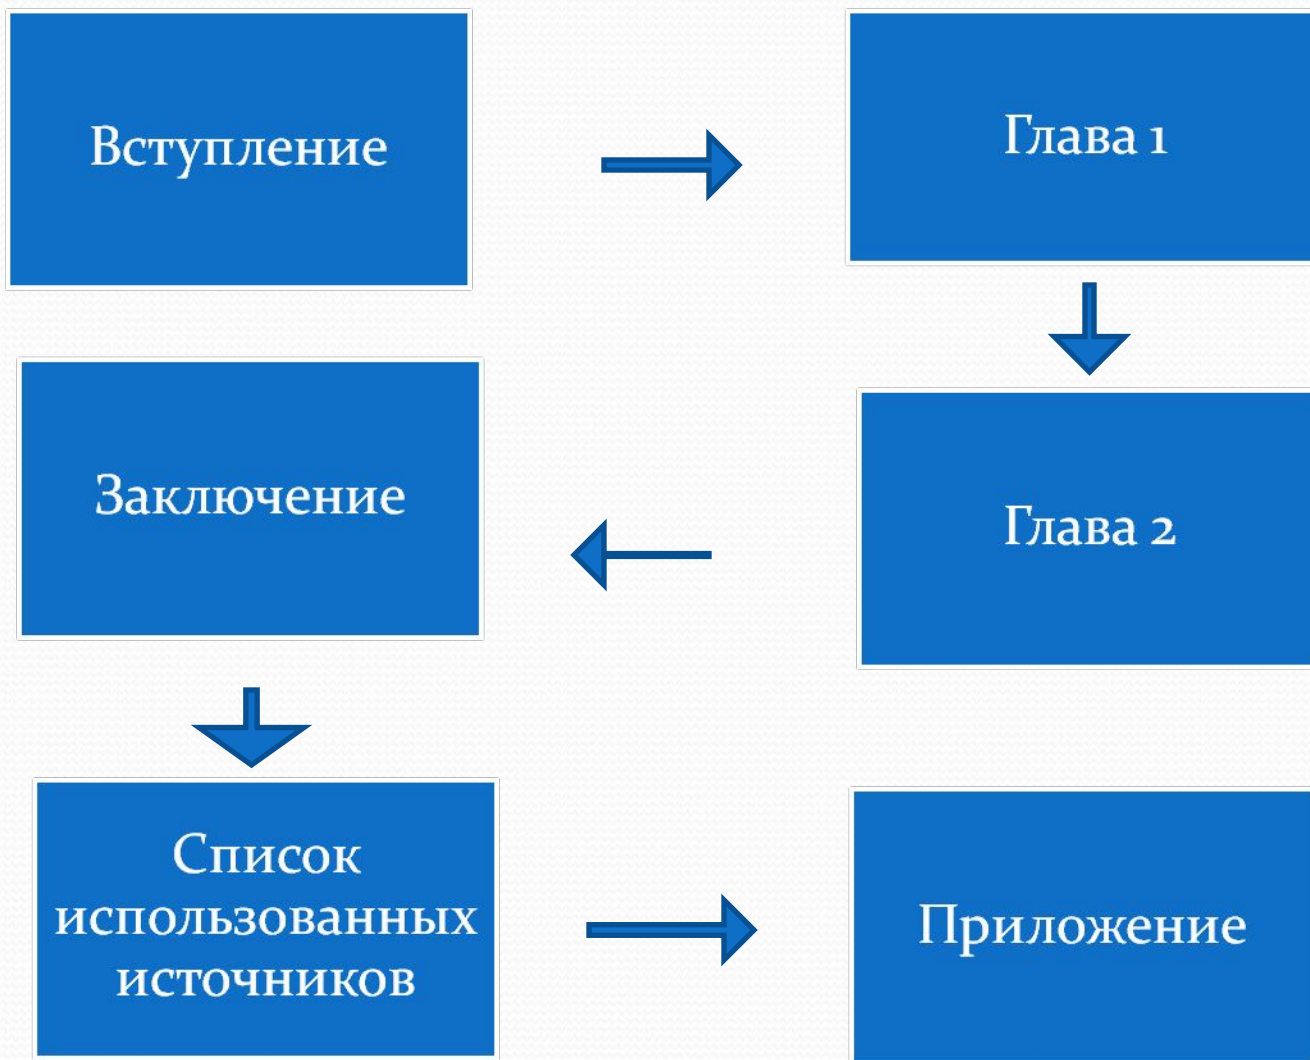 Вступление
Глава 1
Глава 2
Заключение
Список
использованных
источников
Приложение